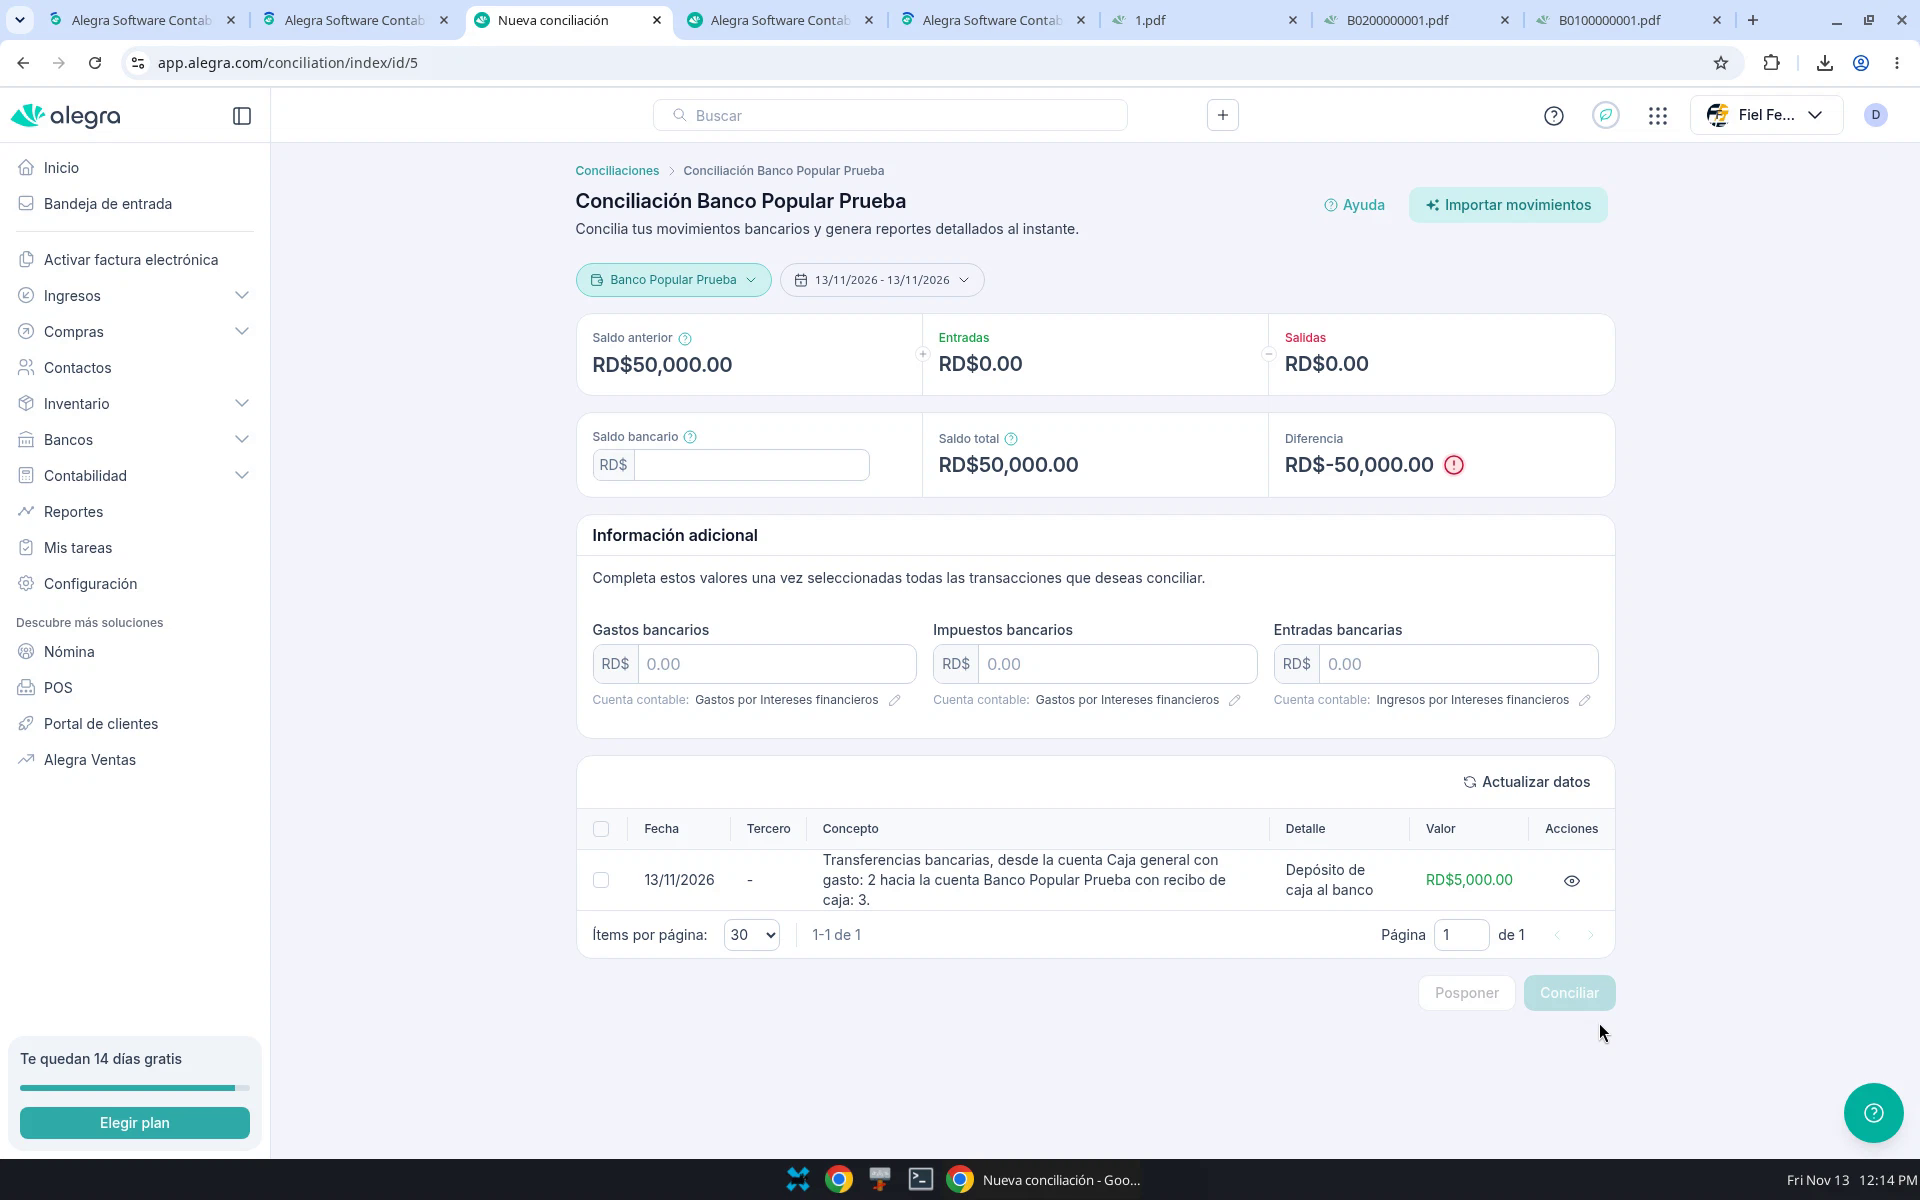 Alegra Software Contab
Alegra Software Contab
Nueva conciliación
Alegra Software Contab
Alegra Software Contab
1.pdf
B0200000001.pdf
B0100000001.pdf
app.alegra.com/conciliation/index/id/5
alegra
Buscar
Fiel Fe...
D
Inicio
Bandeja de entrada
Activar factura electrónica
Ingresos
Compras
Contactos
Inventario
Bancos
Contabilidad
Reportes
Mis tareas
Configuración
Descubre más soluciones
Nómina
POS
Portal de clientes
Alegra Ventas
Te quedan 14 días gratis
Elegir plan
Conciliaciones > Conciliación Banco Popular Prueba
Conciliación Banco Popular Prueba
Concilia tus movimientos bancarios y genera reportes detallados al instante.
Ayuda
Importar movimientos
Banco Popular Prueba
13/11/2026 - 13/11/2026
Saldo anterior
RD$50,000.00
Entradas
RD$0.00
Salidas
RD$0.00
Saldo bancario
RD$
Saldo total
RD$50,000.00
Diferencia
RD$-50,000.00
Información adicional
Completa estos valores una vez seleccionadas todas las transacciones que deseas conciliar.
Gastos bancarios
RD$ 0.00
Cuenta contable: Gastos por Intereses financieros
Impuestos bancarios
RD$ 0.00
Cuenta contable: Gastos por Intereses financieros
Entradas bancarias
RD$ 0.00
Cuenta contable: Ingresos por Intereses financieros
Actualizar datos
Fecha Tercero Concepto Detalle Valor Acciones
13/11/2026
-
Transferencias bancarias, desde la cuenta Caja general con
gasto: 2 hacia la cuenta Banco Popular Prueba con recibo de
caja: 3.
Depósito de
caja al banco
RD$5,000.00
Ítems por página: 30 1-1 de 1
Página 1 de 1
Posponer
Conciliar
Nueva conciliación - Goo...
Fri Nov 13 12:14 PM